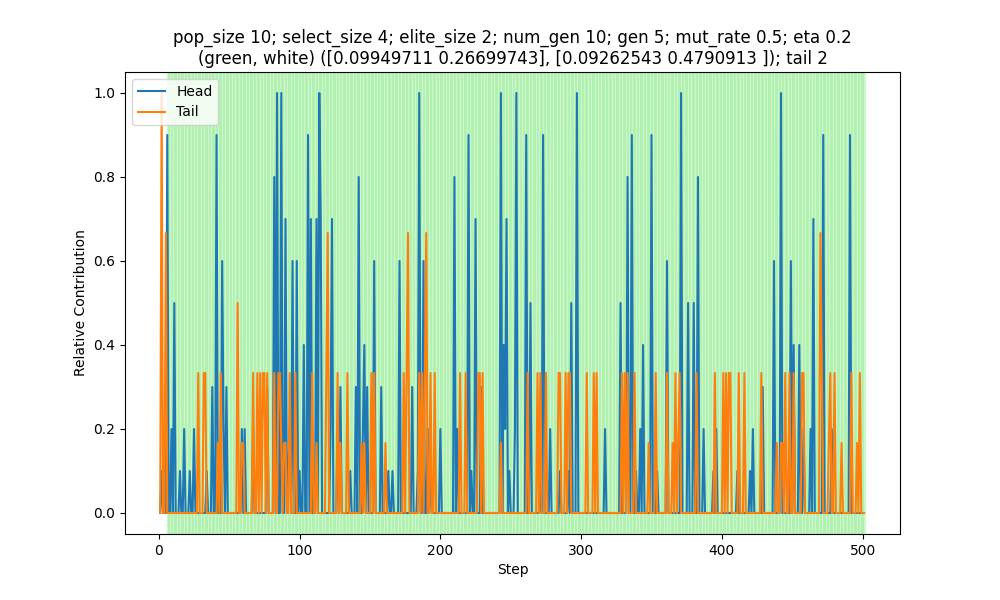 pop_size 10; select_size 4; elite_size 2; num_gen 10; gen 5; mut_rate 0.5; eta 0.2
(green, white) ([0.09949711 0.26699743], [0.09262543 0.4790913 ]); tail 2
Head
Tail
1.0
0.8
0.6
0.4
0.2
0.0
Relative Contribution
0
100
200
300
400
500
Step